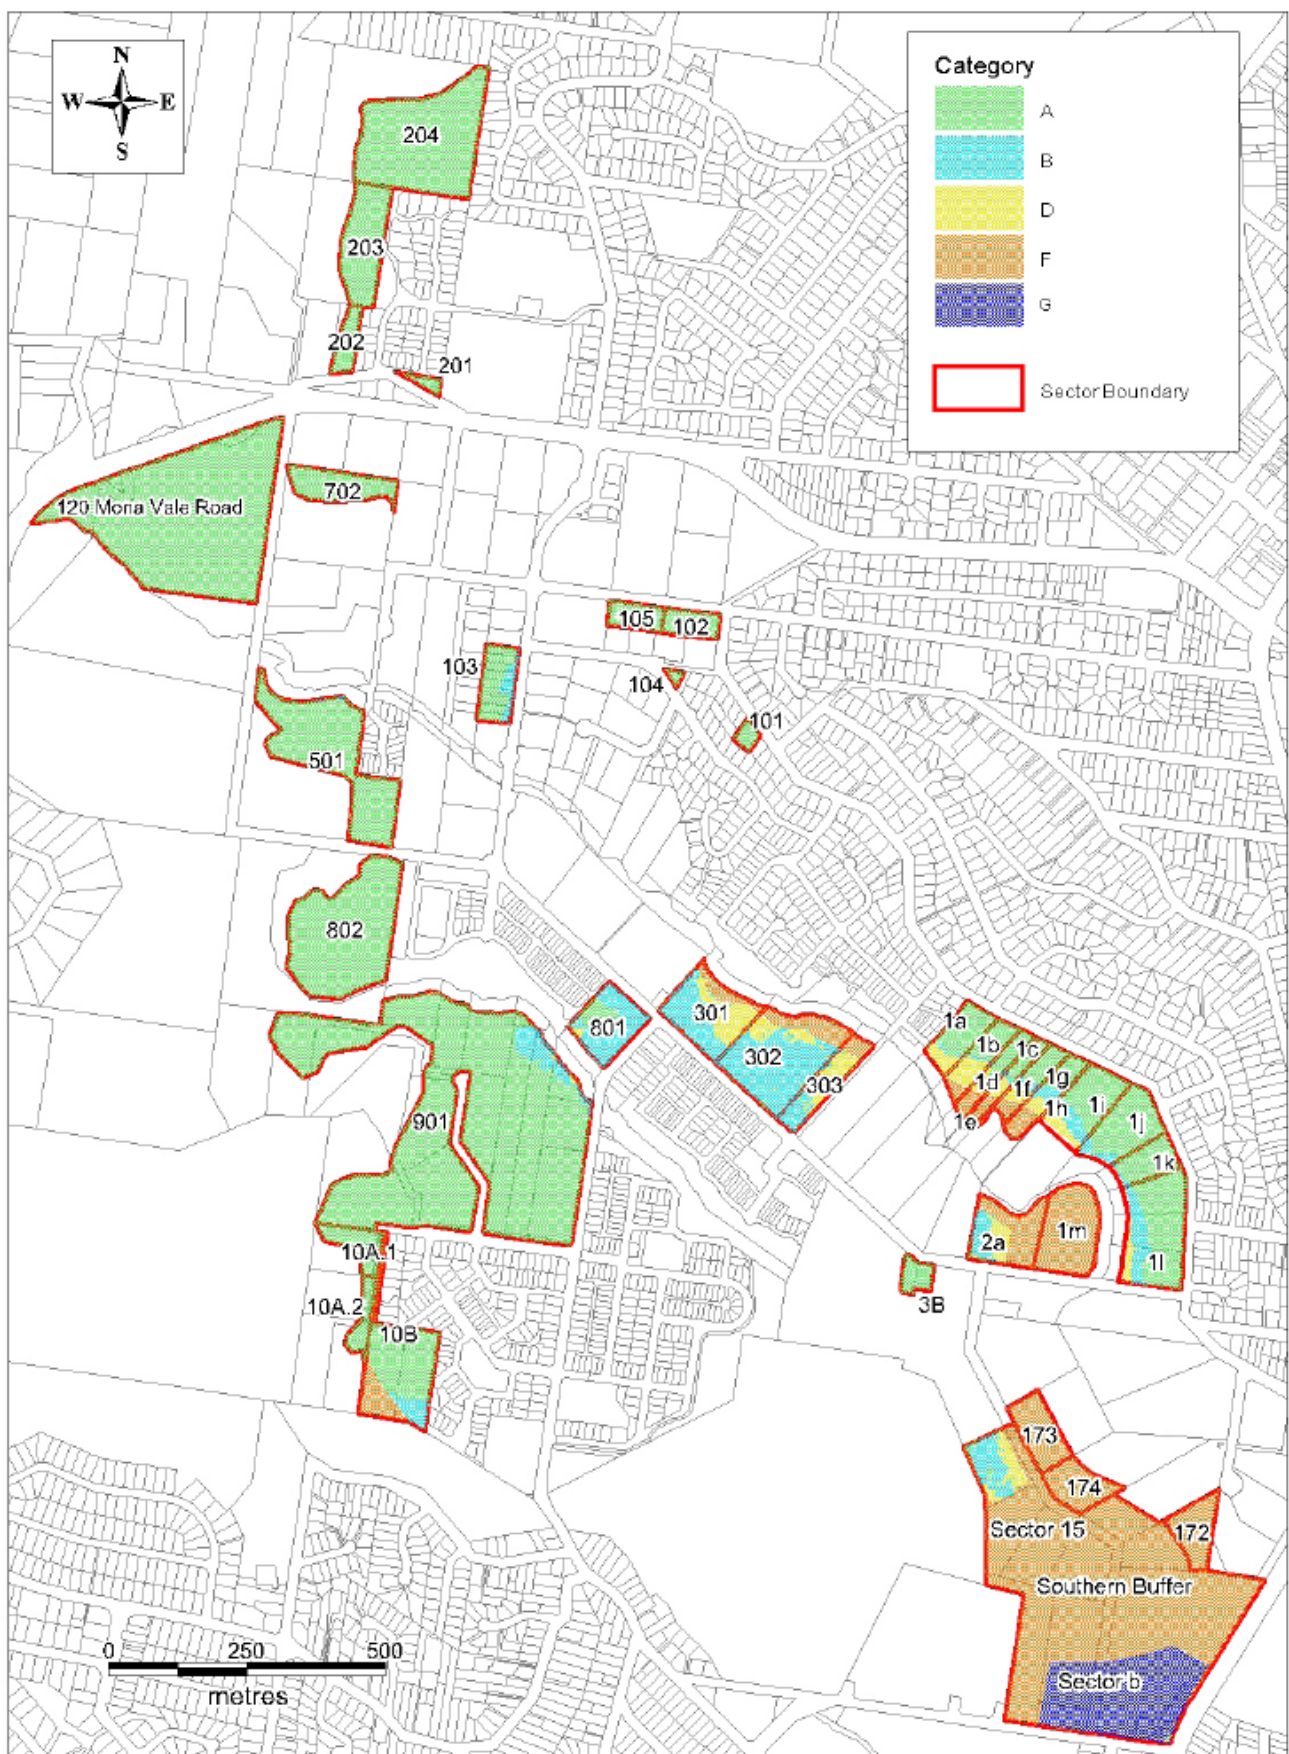 N
W E
S
Category
A
B
D
F
G
Sector Boundary
204
203
202
201
120 Mona Vale Road
702
105
102
103
104
101
501
802
801
301
302
303
1a
1b
1c
1d
1e
1f
1g
1h
1i
1j
1k
1l
1m
2a
3B
901
10A.1
10A.2
10B
173
174
172
Sector 15
Southern Buffer
Sector b
0 250 500
metres